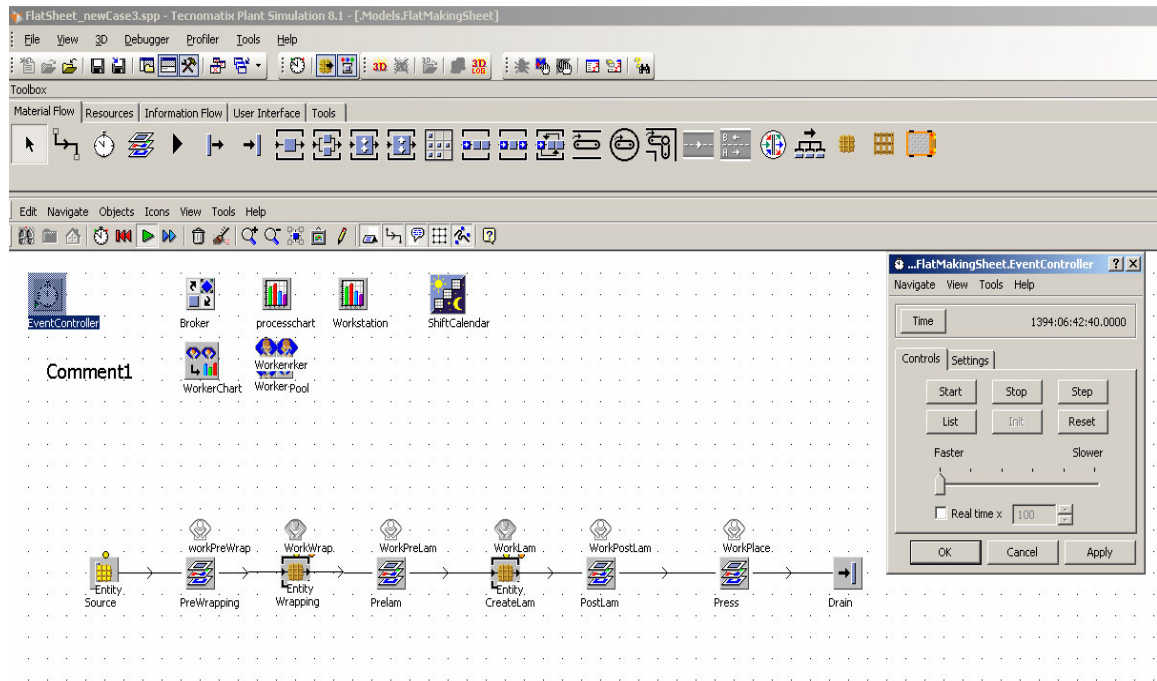 FlatSheet_newCase3.spp - Tecnomatix Plant Simulation 8.1 - [.Models.FlatMakingSheet]
File View 3D Debugger Profiler Tools Help
3D 3D LOG
Toolbox
Material Flow Resources Information Flow User Interface Tools
Edit Navigate Objects Icons View Tools Help
...FlatMakingSheet.EventController
Navigate View Tools Help
Time 1394:06:42:40.0000
Controls Settings
Start Stop Step
List Init Reset
Faster Slower
Real time x 100
OK Cancel Apply
EventController Broker processchart Workstation ShiftCalendar
Comment1
WorkerChart
Worker Pool
workPreWrap WorkWrap. WorkPreLam WorkLam WorkPostLam WorkPlace.
Entity Entity Entity
Source PreWrapping Wrapping Prelam CreateLam PostLam Press Drain